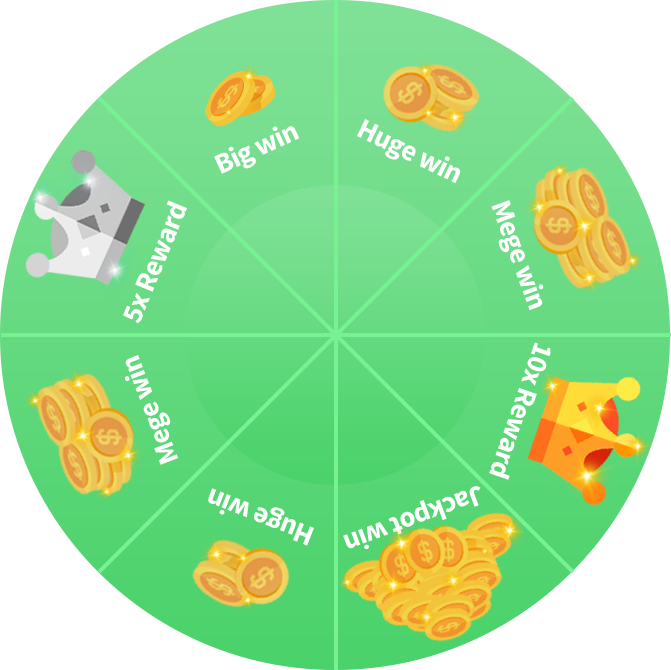 Big win
Huge win
Mege win
10x Reward
Jackpot win
Huge win
Mege win
5x Reward